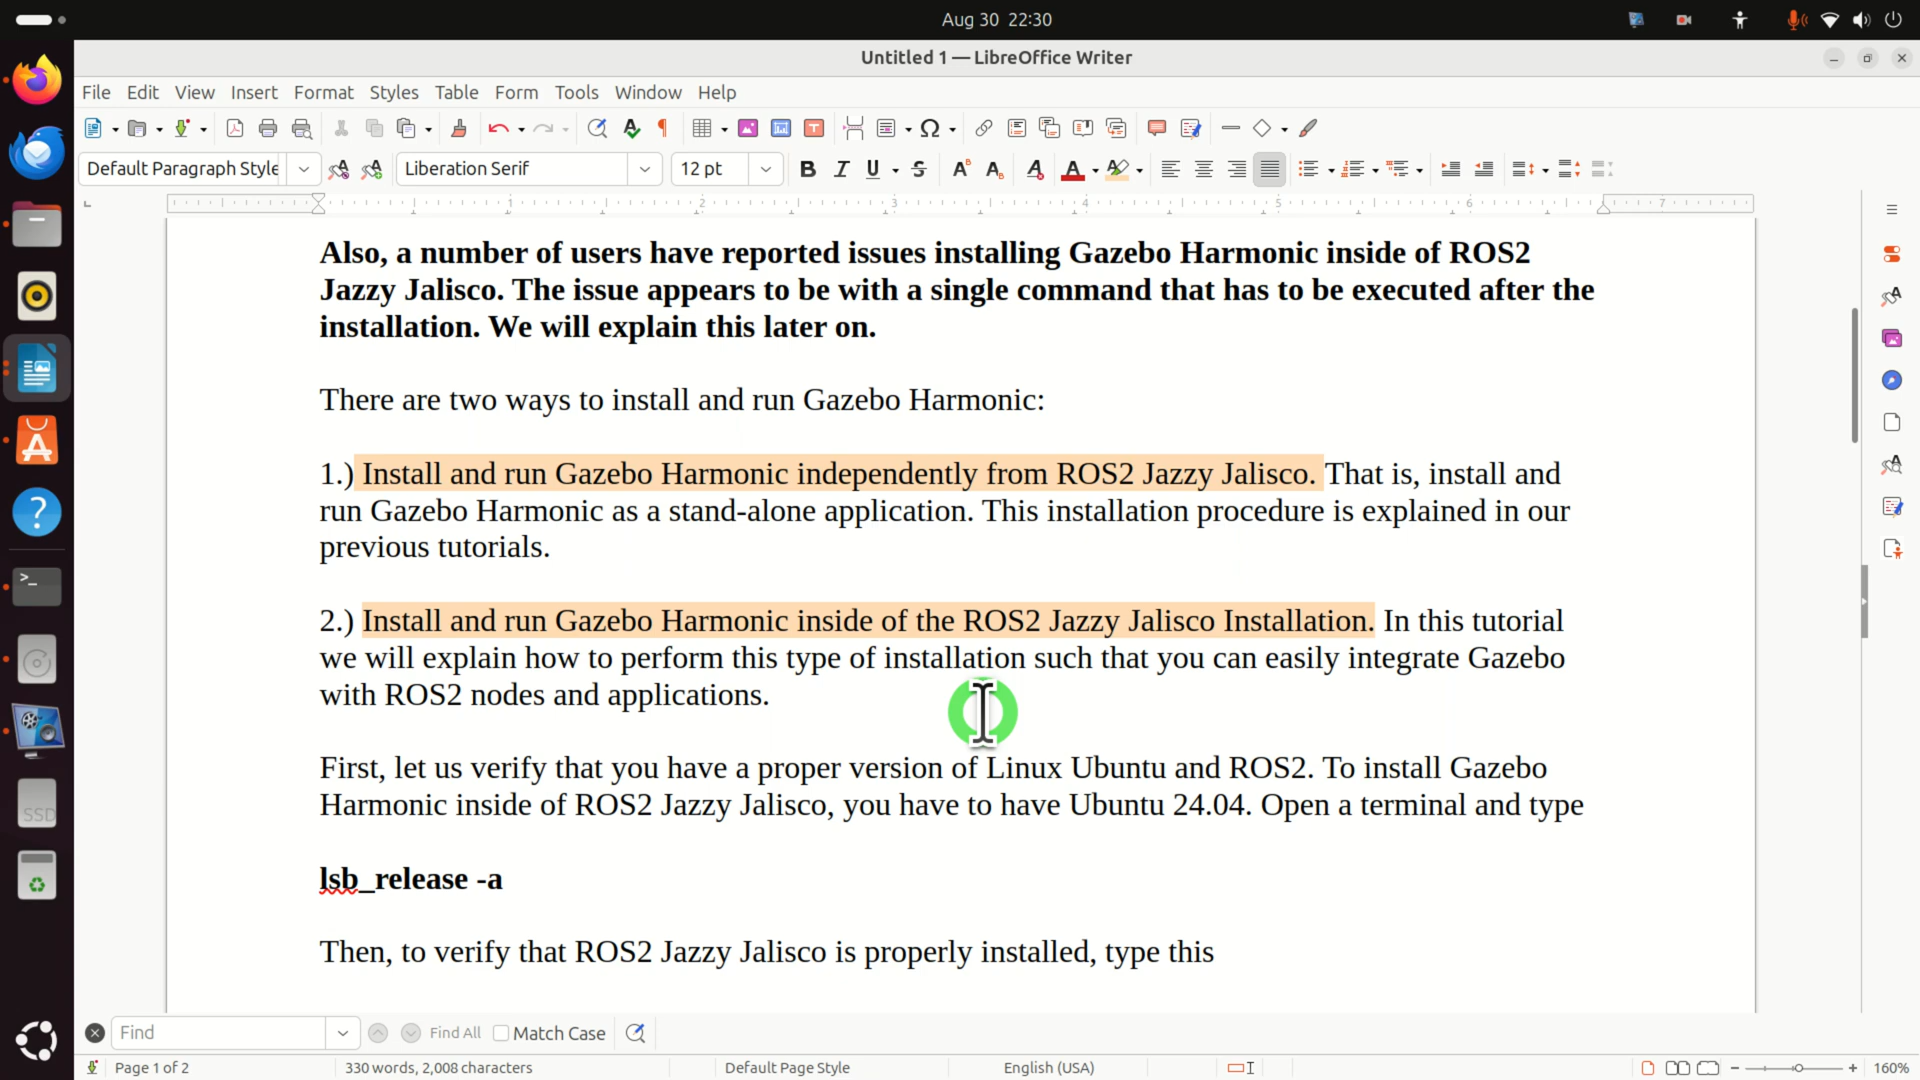 Aug 30 22:30
Untitled 1 — LibreOffice Writer
File Edit View Insert Format Styles Table Form Tools Window Help
Default Paragraph Style Liberation Serif 12 pt
1 2 3 4 5 6 7
Also, a number of users have reported issues installing Gazebo Harmonic inside of ROS2
Jazzy Jalisco. The issue appears to be with a single command that has to be executed after the
installation. We will explain this later on.
There are two ways to install and run Gazebo Harmonic:
1.) Install and run Gazebo Harmonic independently from ROS2 Jazzy Jalisco. That is, install and
run Gazebo Harmonic as a stand-alone application. This installation procedure is explained in our
previous tutorials.
2.) Install and run Gazebo Harmonic inside of the ROS2 Jazzy Jalisco Installation. In this tutorial
we will explain how to perform this type of installation such that you can easily integrate Gazebo
with ROS2 nodes and applications.
First, let us verify that you have a proper version of Linux Ubuntu and ROS2. To install Gazebo
Harmonic inside of ROS2 Jazzy Jalisco, you have to have Ubuntu 24.04. Open a terminal and type
lsb_release -a
Then, to verify that ROS2 Jazzy Jalisco is properly installed, type this
SSD
Find Find All Match Case
Page 1 of 2 330 words, 2,008 characters Default Page Style English (USA) 160%